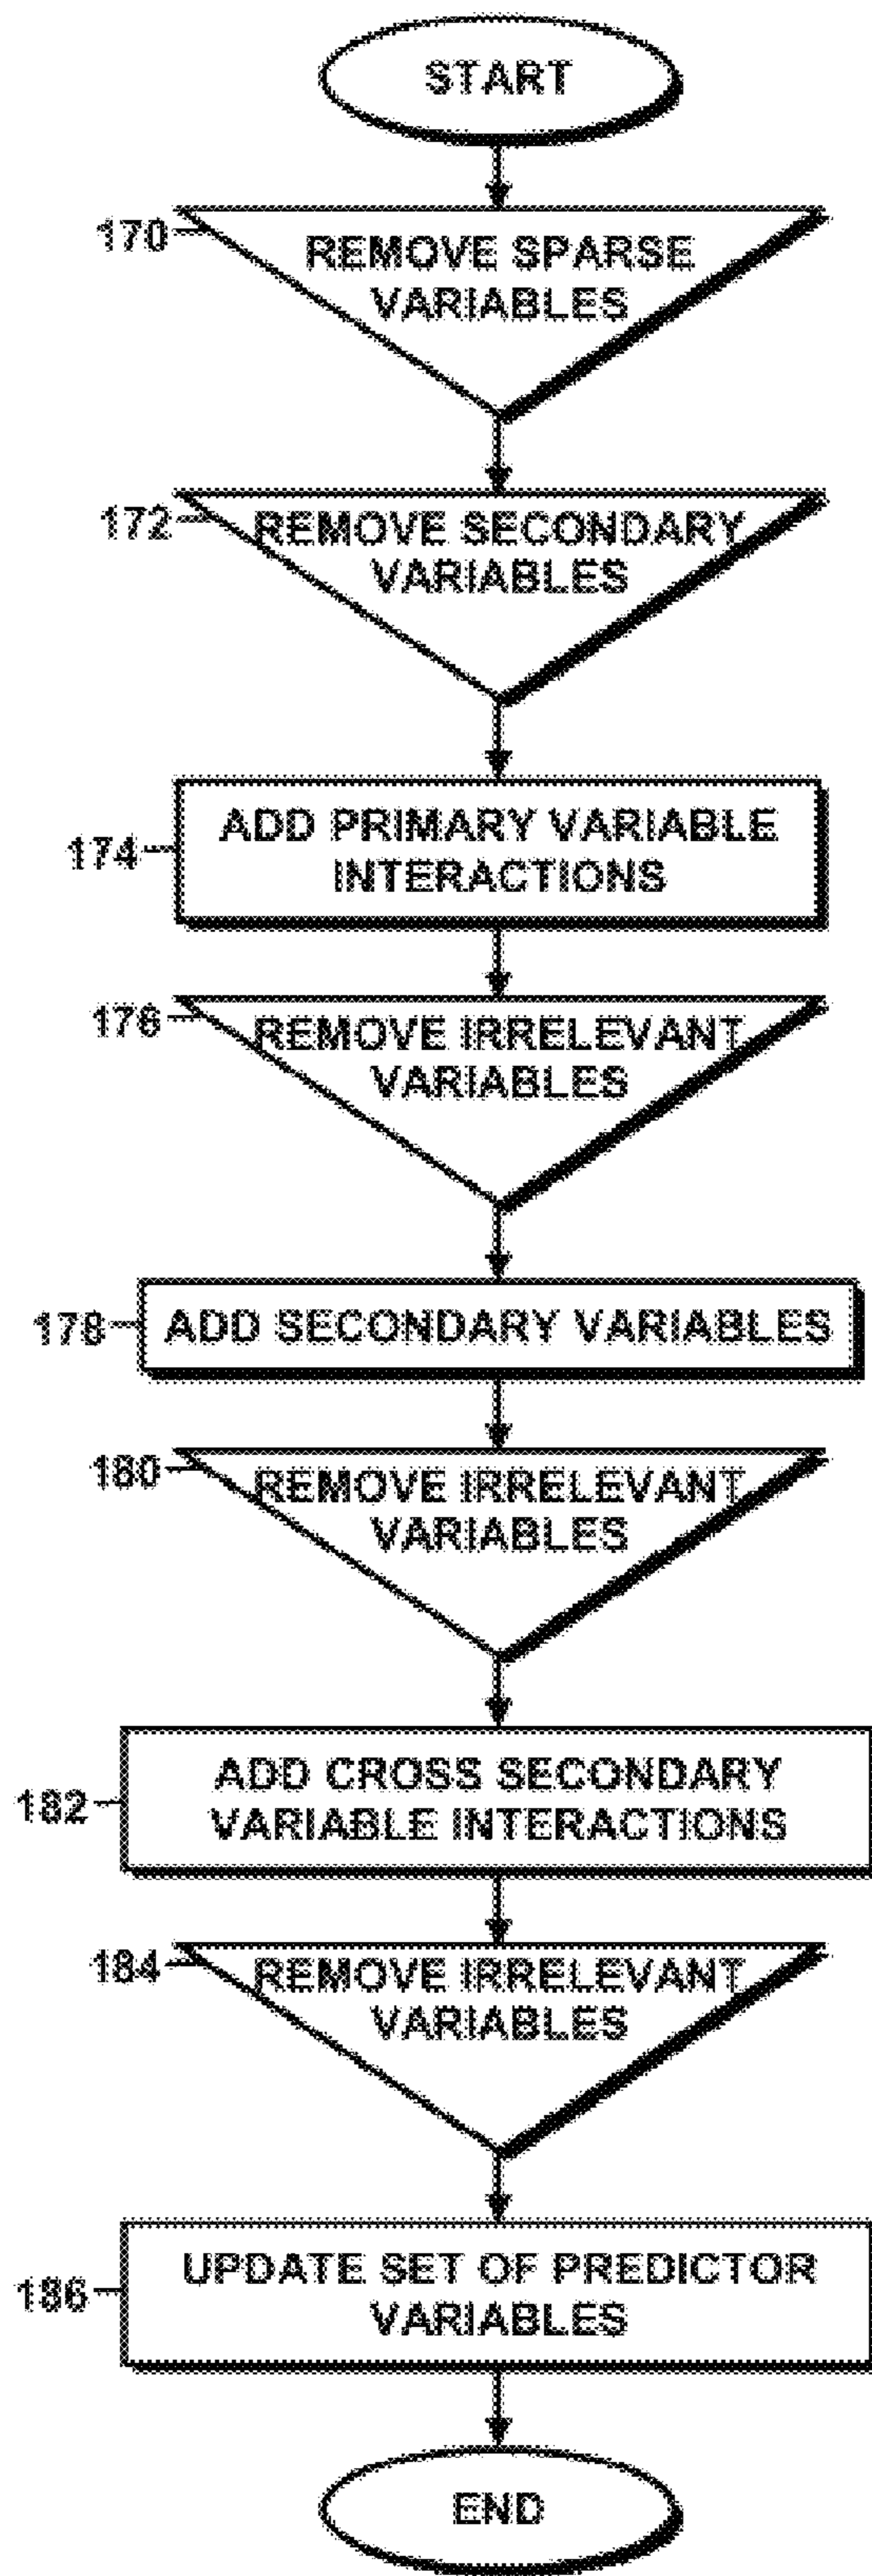 START
170
REMOVE SPARSE
VARIABLES
172
REMOVE SECONDARY
VARIABLES
174
ADD PRIMARY VARIABLE
INTERACTIONS
176
REMOVE IRRELEVANT
VARIABLES
178
ADD SECONDARY VARIABLES
180
REMOVE IRRELEVANT
VARIABLES
182
ADD CROSS SECONDARY
VARIABLE INTERACTIONS
184
REMOVE IRRELEVANT
VARIABLES
186
UPDATE SET OF PREDICTOR
VARIABLES
END